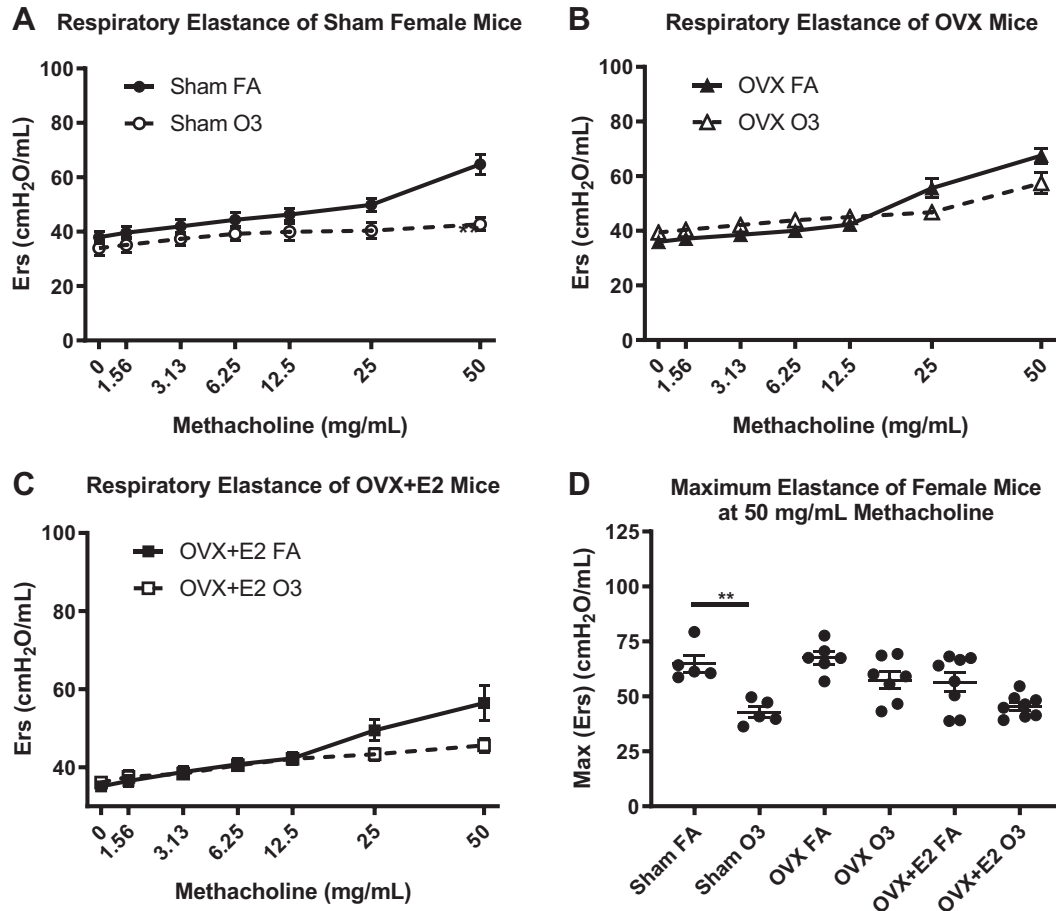 A Respiratory Elastance of Sham Female Mice
Sham FA
Sham O3
Ers (cmH₂O/mL)
100
80
60
40
20
0
**
0 1.56 3.13 6.25 12.5 25 50
Methacholine (mg/mL)
B Respiratory Elastance of OVX Mice
OVX FA
OVX O3
Ers (cmH₂O/mL)
100
80
60
40
20
0
0 1.56 3.13 6.25 12.5 25 50
Methacholine (mg/mL)
C Respiratory Elastance of OVX+E2 Mice
OVX+E2 FA
OVX+E2 O3
Ers (cmH₂O/mL)
100
80
60
40
0 1.56 3.13 6.25 12.5 25 50
Methacholine (mg/mL)
D Maximum Elastance of Female Mice
at 50 mg/mL Methacholine
Max (Ers) (cmH₂O/mL)
125
100
75
50
25
0
**
Sham FA Sham O3 OVX FA OVX O3 OVX+E2 FA OVX+E2 O3